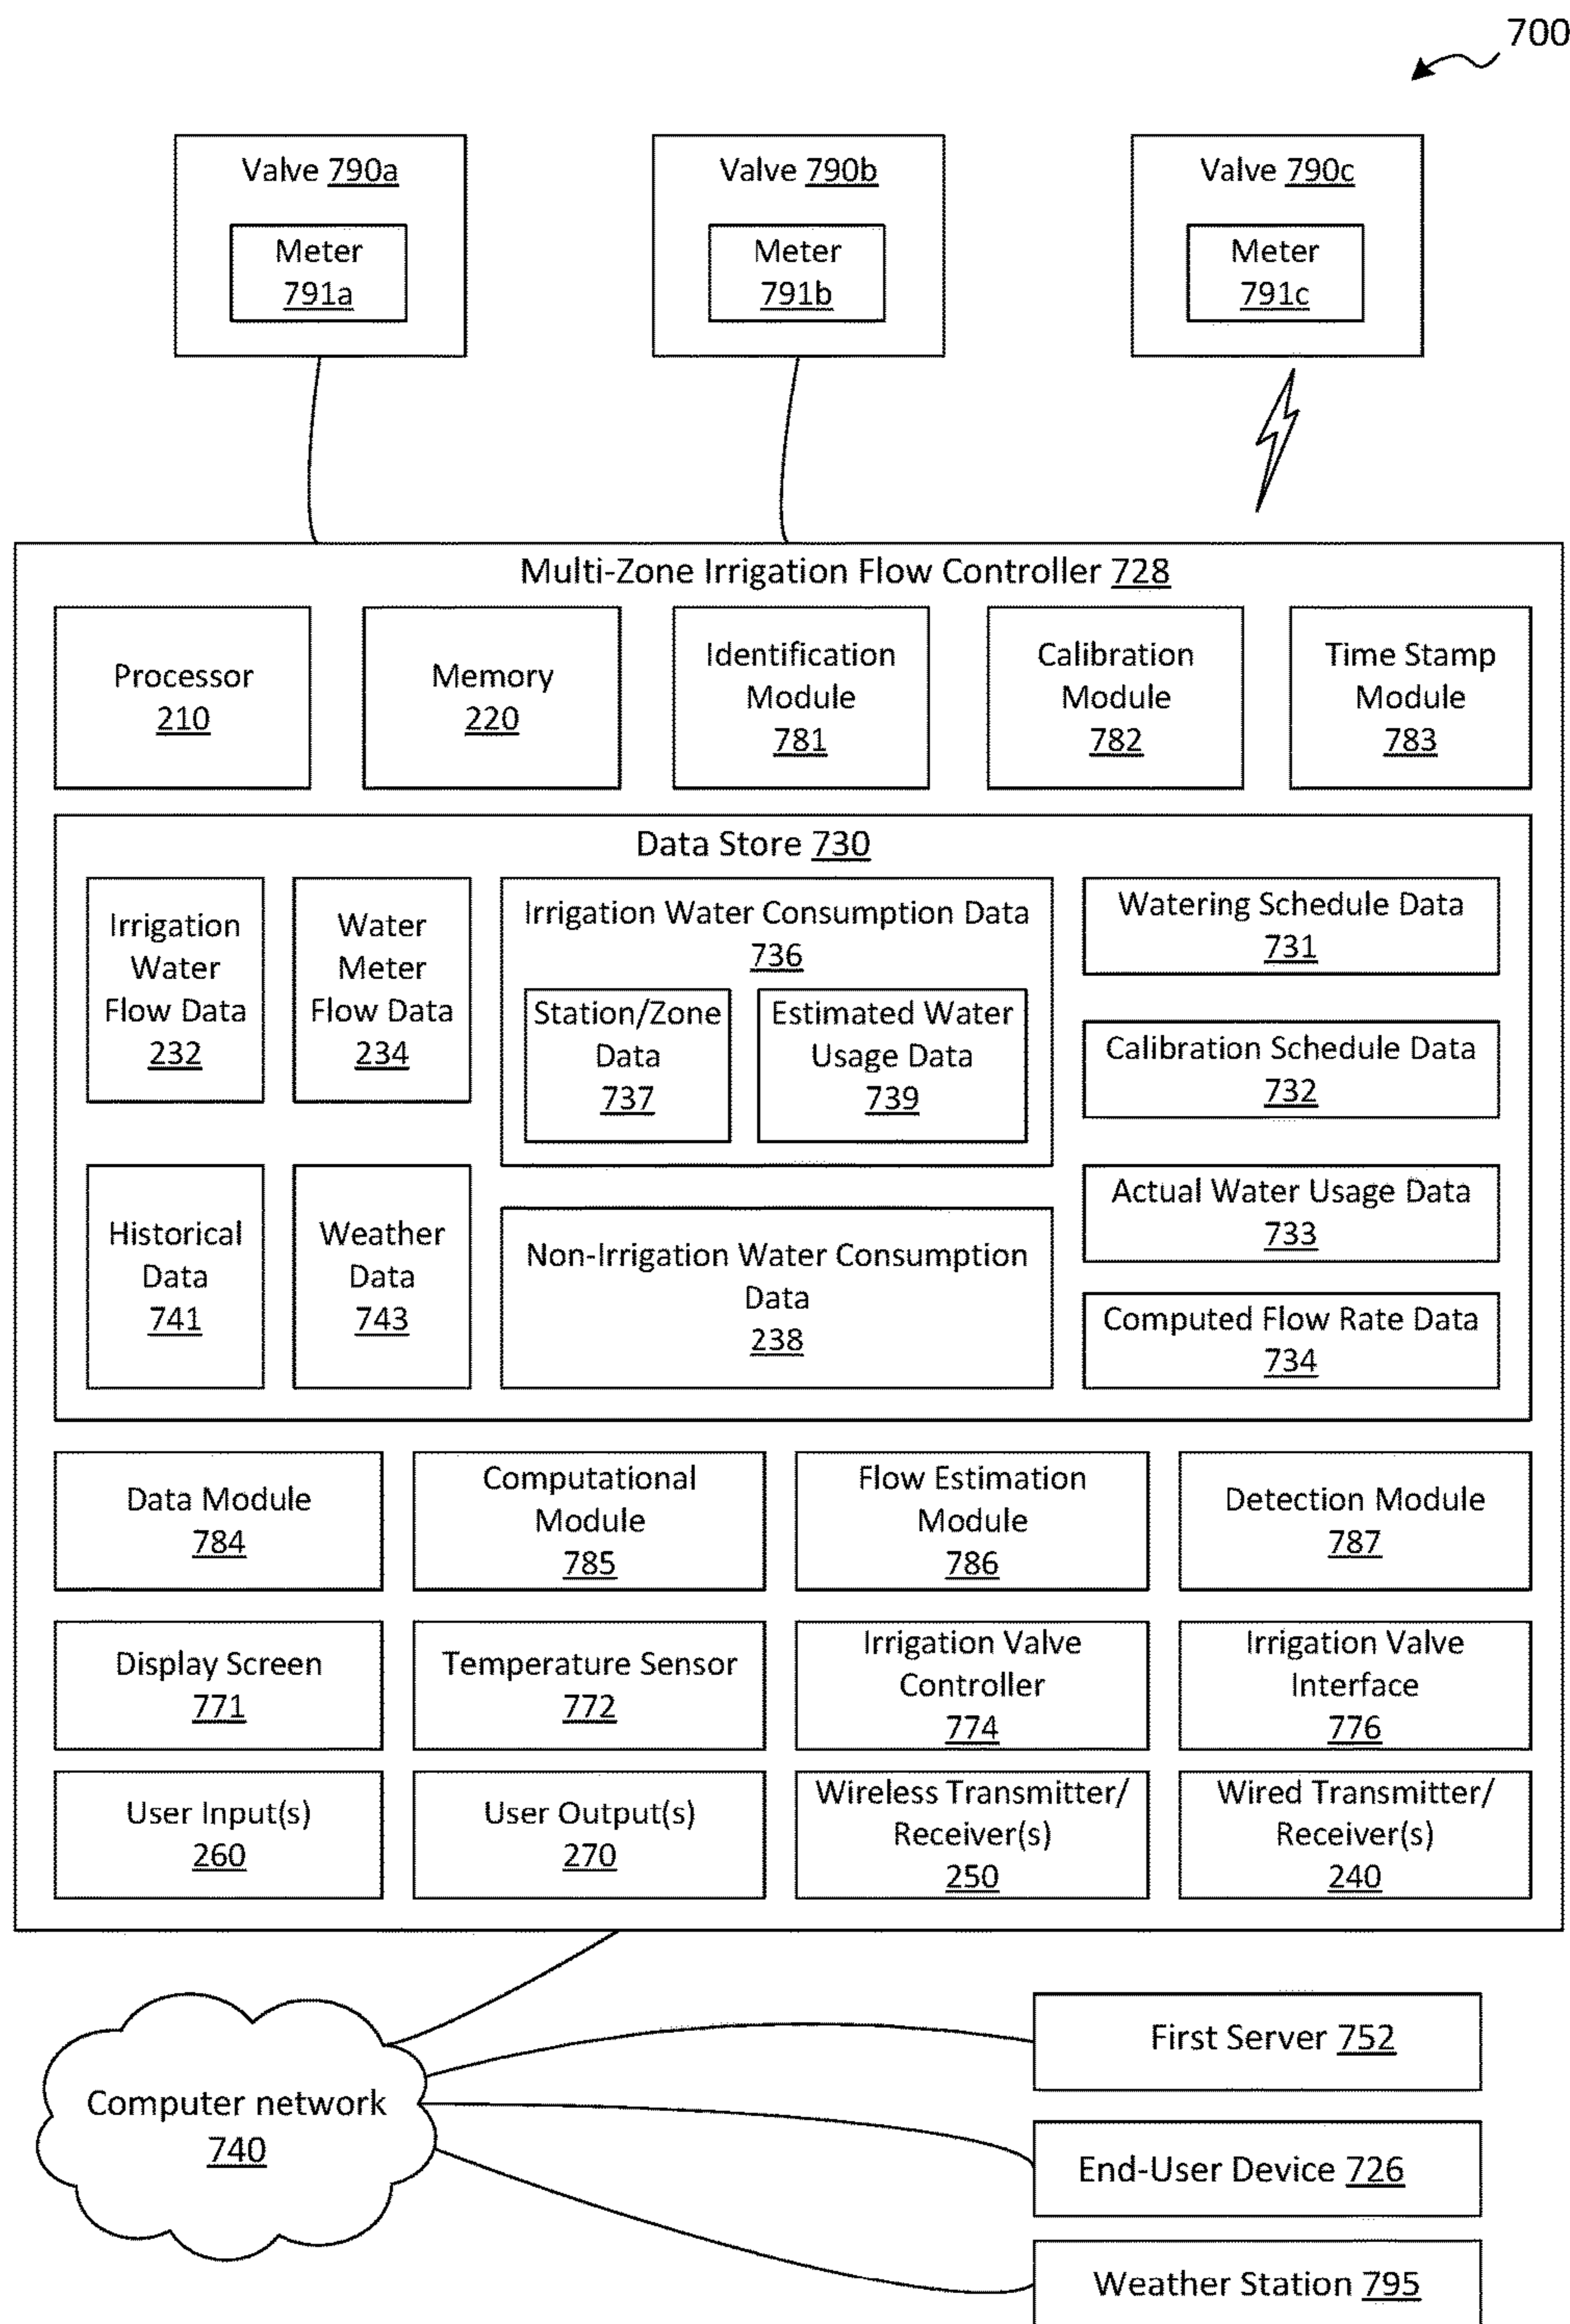 700
Valve 790a
Meter
791a
Valve 790b
Meter
791b
Valve 790c
Meter
791c
Multi-Zone Irrigation Flow Controller 728
Processor
210
Memory
220
Identification
Module
781
Calibration
Module
782
Time Stamp
Module
783
Data Store 730
Irrigation
Water
Flow Data
232
Water
Meter
Flow Data
234
Irrigation Water Consumption Data
736
Station/Zone
Data
737
Estimated Water
Usage Data
739
Watering Schedule Data
731
Calibration Schedule Data
732
Historical
Data
741
Weather
Data
743
Non-Irrigation Water Consumption
Data
238
Actual Water Usage Data
733
Computed Flow Rate Data
734
Data Module
784
Computational
Module
785
Flow Estimation
Module
786
Detection Module
787
Display Screen
771
Temperature Sensor
772
Irrigation Valve
Controller
774
Irrigation Valve
Interface
776
User Input(s)
260
User Output(s)
270
Wireless Transmitter/
Receiver(s)
250
Wired Transmitter/
Receiver(s)
240
Computer network
740
First Server 752
End-User Device 726
Weather Station 795